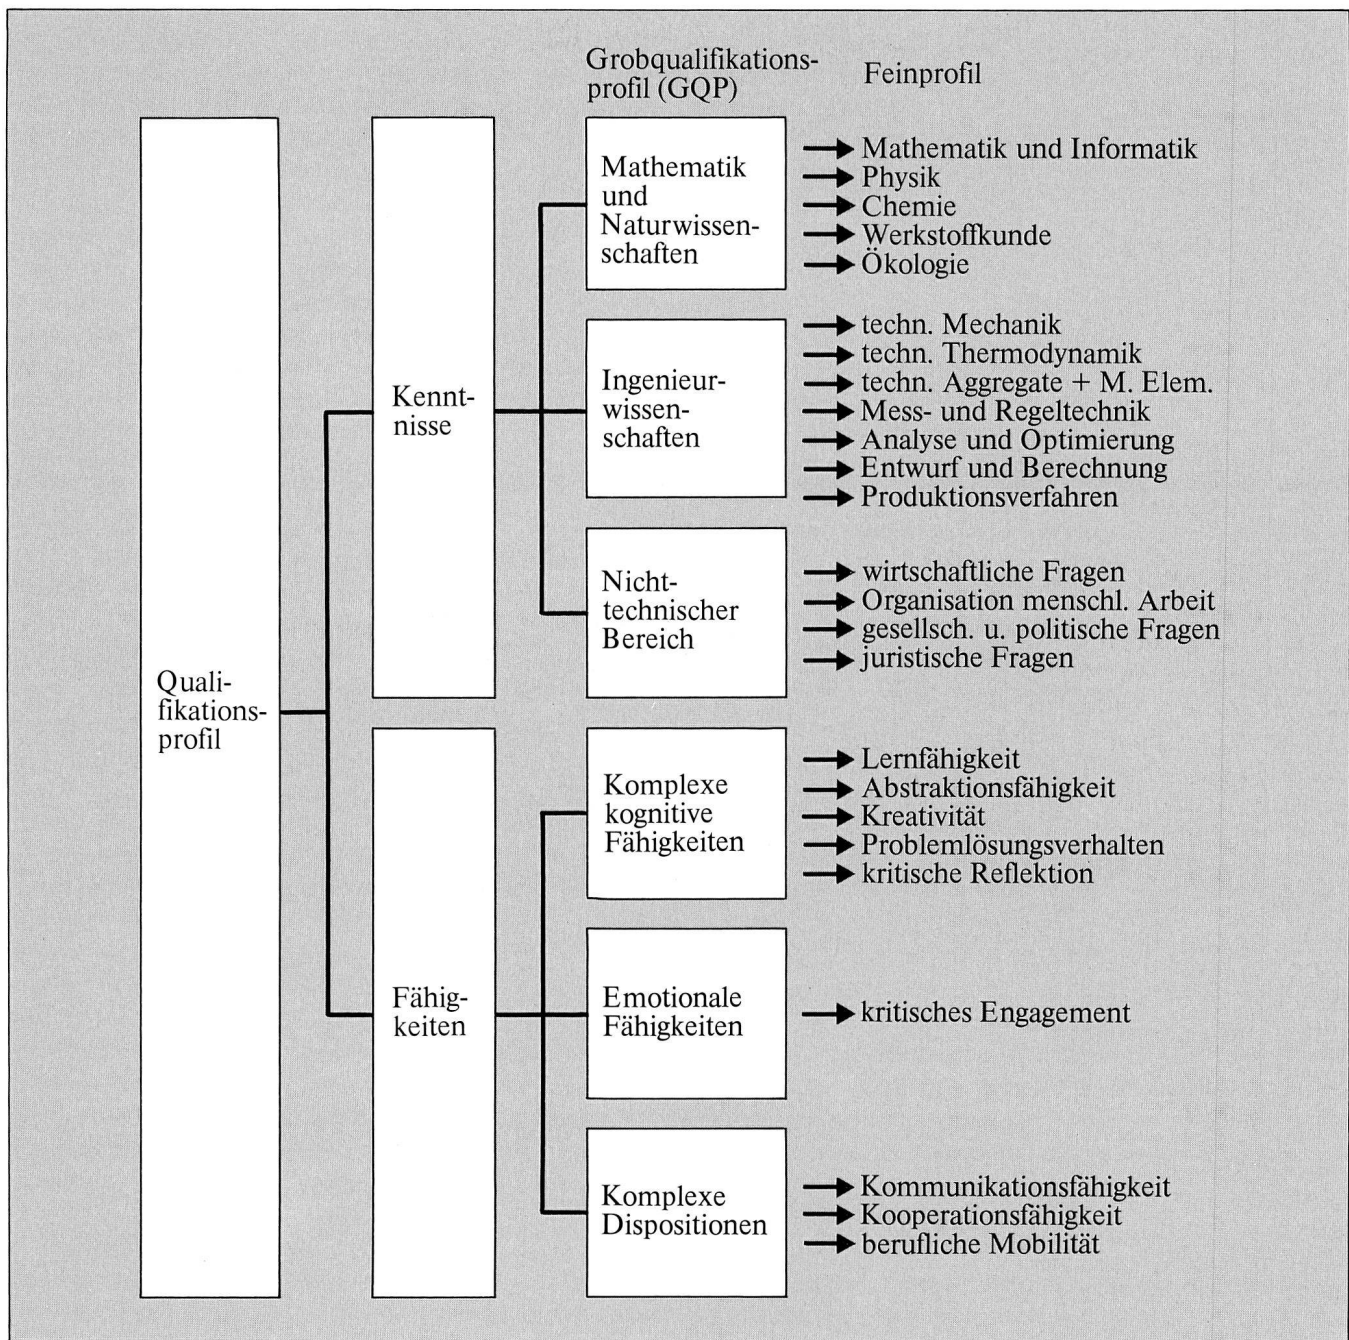 Grobqualifikations-
profil (GQP)
Feinprofil
Quali-
fikations-
profil
Kennt-
nisse
Mathematik
und
Naturwissen-
schaften
Mathematik und Informatik
Physik
Chemie
Werkstoffkunde
Ökologie
Ingenieur-
wissen-
schaften
techn. Mechanik
techn. Thermodynamik
techn. Aggregate + M. Elem.
Mess- und Regeltechnik
Analyse und Optimierung
Entwurf und Berechnung
Produktionsverfahren
Nicht-
technischer
Bereich
wirtschaftliche Fragen
Organisation menschl. Arbeit
gesellsch. u. politische Fragen
juristische Fragen
Fähig-
keiten
Komplexe
kognitive
Fähigkeiten
Lernfähigkeit
Abstraktionsfähigkeit
Kreativität
Problemlösungsverhalten
kritische Reflektion
Emotionale
Fähigkeiten
kritisches Engagement
Komplexe
Dispositionen
Kommunikationsfähigkeit
Kooperationsfähigkeit
berufliche Mobilität